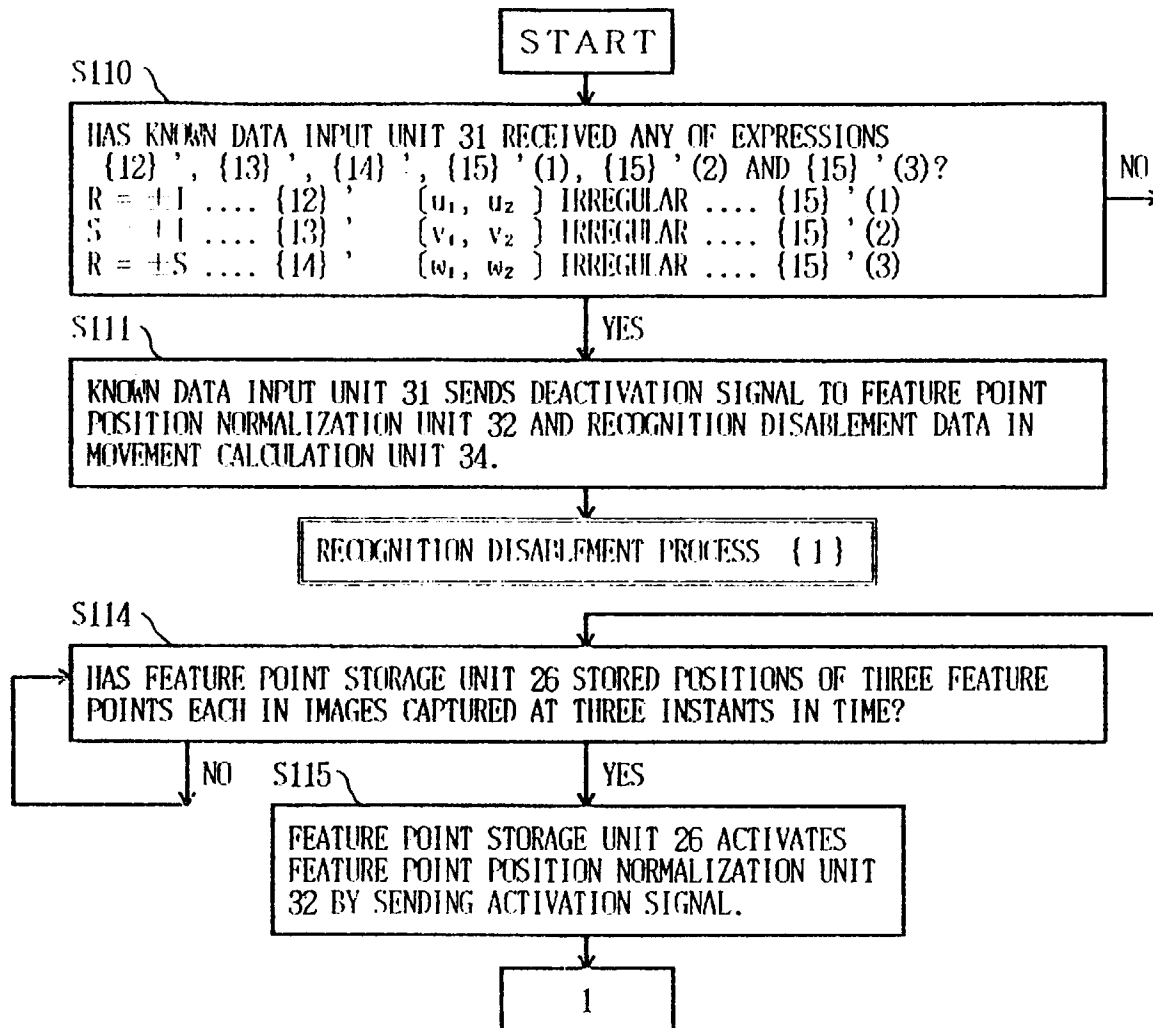 START
S110
HAS KNOWN DATA INPUT UNIT 31 RECEIVED ANY OF EXPRESSIONS
{12} ', {13} ', {14} ', {15} '(1), {15} '(2) AND {15} '(3)?
NO
R = ±I .... {12} ' [u₁, u₂ ] IRREGULAR .... {15} '(1)
S ±I .... {13} ' [v₁, v₂ ] IRREGULAR .... {15} '(2)
R = ±S .... {14} ' [w₁, w₂ ] IRREGULAR .... {15} '(3)
YES
S111
KNOWN DATA INPUT UNIT 31 SENDS DEACTIVATION SIGNAL TO FEATURE POINT
POSITION NORMALIZATION UNIT 32 AND RECOGNITION DISABLEMENT DATA IN
MOVEMENT CALCULATION UNIT 34.
RECOGNITION DISABLEMENT PROCESS {1}
S114
HAS FEATURE POINT STORAGE UNIT 26 STORED POSITIONS OF THREE FEATURE
POINTS EACH IN IMAGES CAPTURED AT THREE INSTANTS IN TIME?
NO
YES
S115
FEATURE POINT STORAGE UNIT 26 ACTIVATES
FEATURE POINT POSITION NORMALIZATION UNIT
32 BY SENDING ACTIVATION SIGNAL.
1